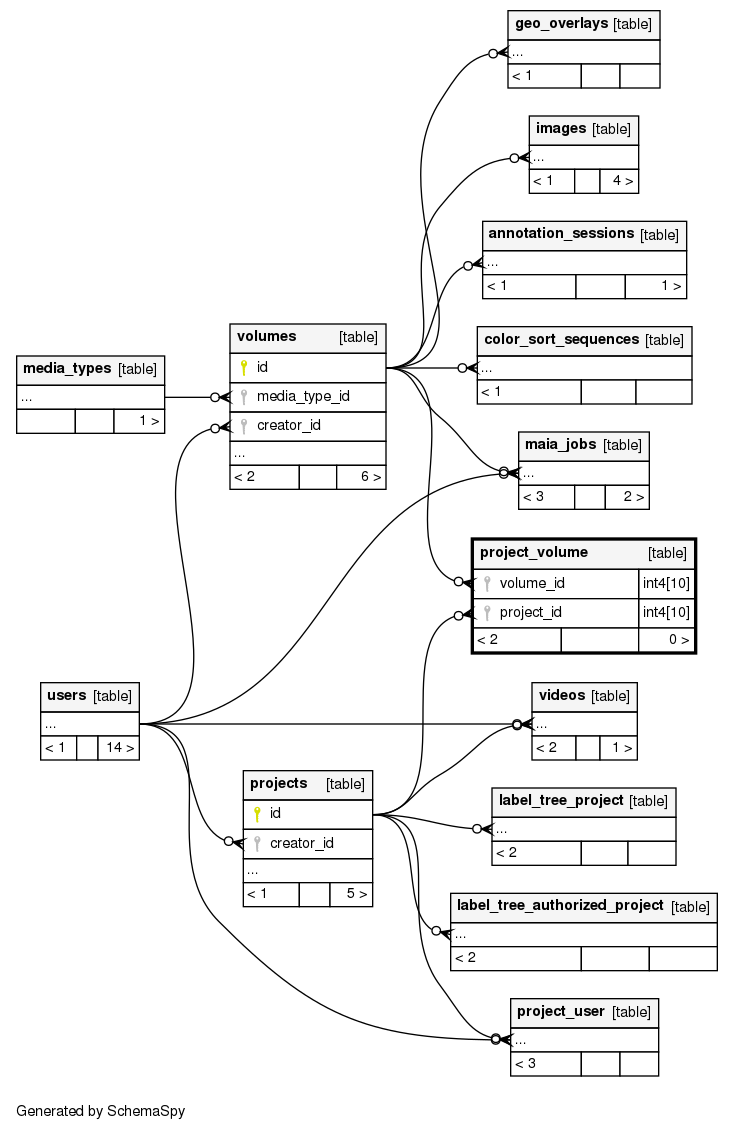 geo_overlays [table]
...
< 1
images [table]
...
< 1 4 >
annotation_sessions [table]
...
< 1 1 >
volumes [table]
id
media_type_id
creator_id
...
< 2 6 >
color_sort_sequences [table]
...
< 1
media_types [table]
...
1 >
maia_jobs [table]
...
< 3 2 >
project_volume [table]
volume_id int4[10]
project_id int4[10]
< 2 0 >
users [table]
...
< 1 14 >
videos [table]
...
< 2 1 >
projects [table]
id
creator_id
...
< 1 5 >
label_tree_project [table]
...
< 2
label_tree_authorized_project [table]
...
< 2
project_user [table]
...
< 3
Generated by SchemaSpy